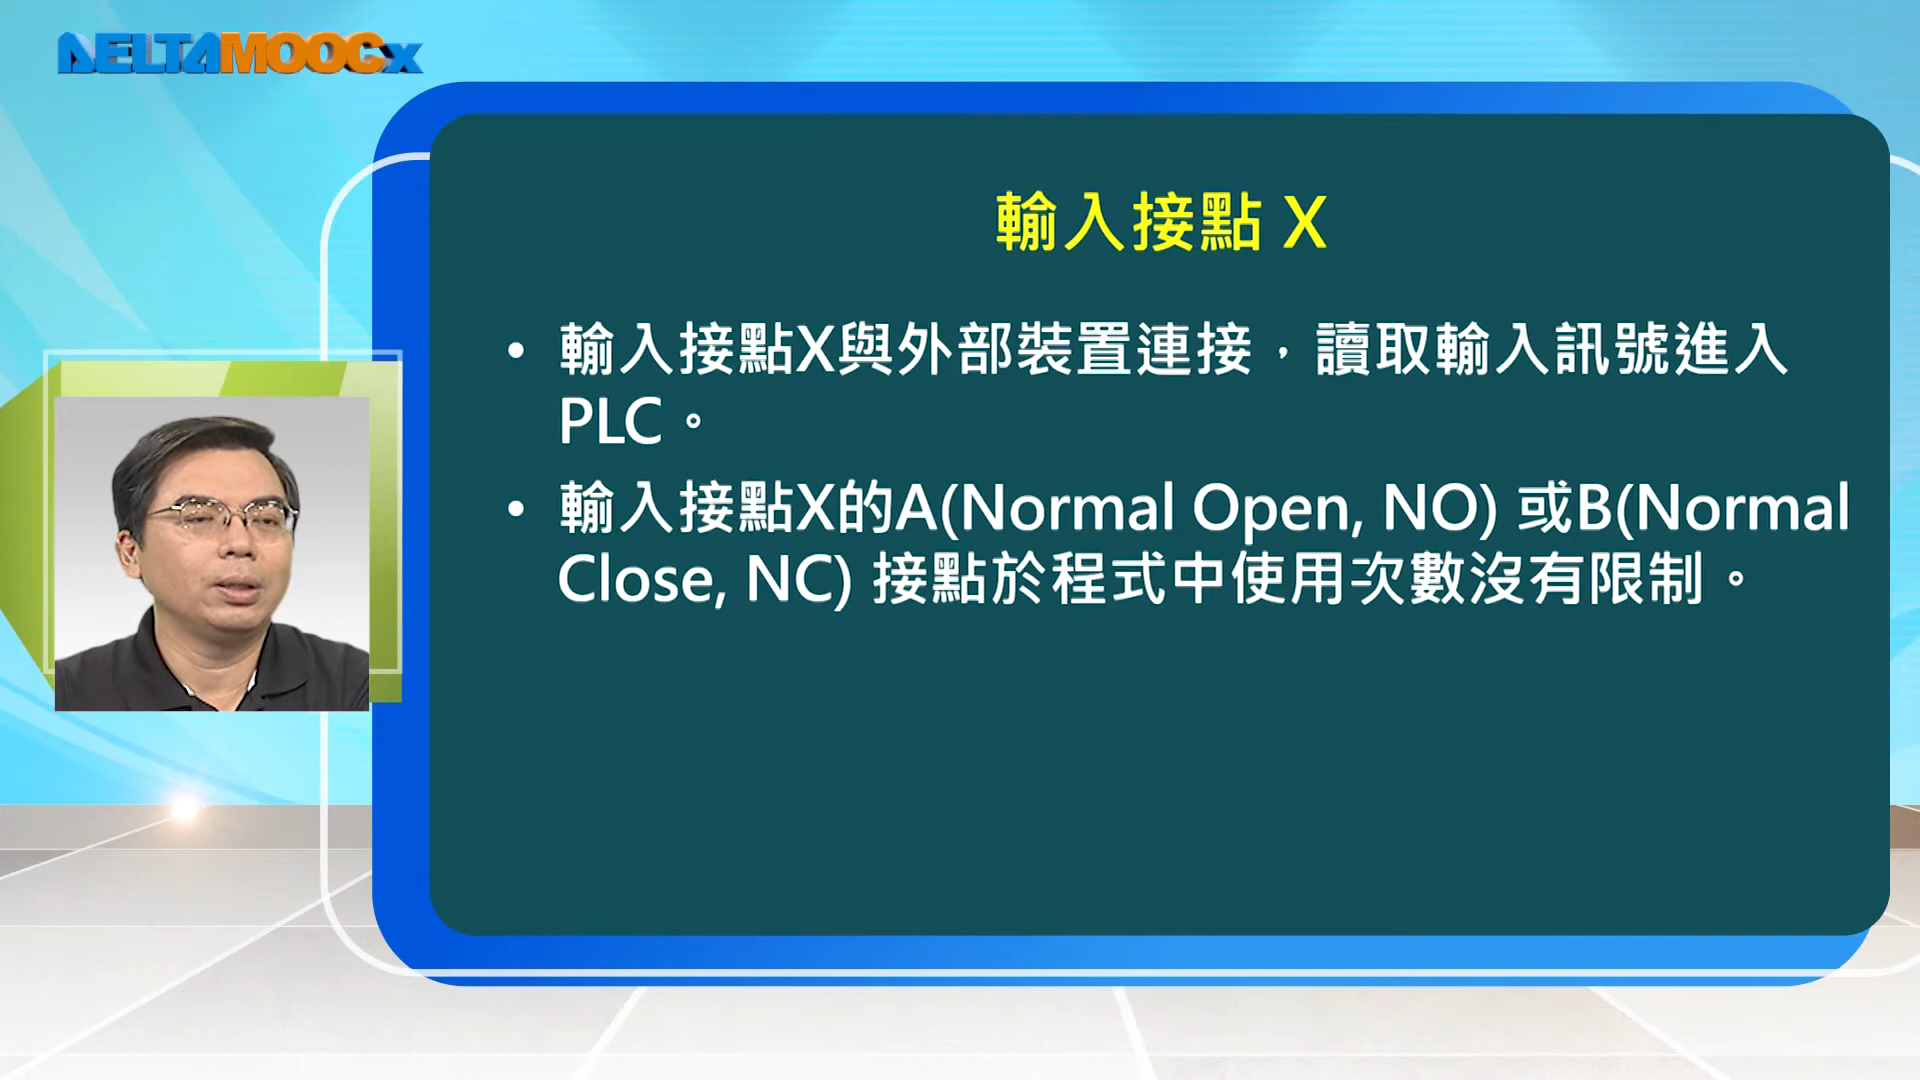 DELTAMOOCx
輸入接點 X
• 輸入接點X與外部裝置連接，讀取輸入訊號進入
PLC。
• 輸入接點X的A(Normal Open, NO) 或B(Normal
Close, NC) 接點於程式中使用次數沒有限制。